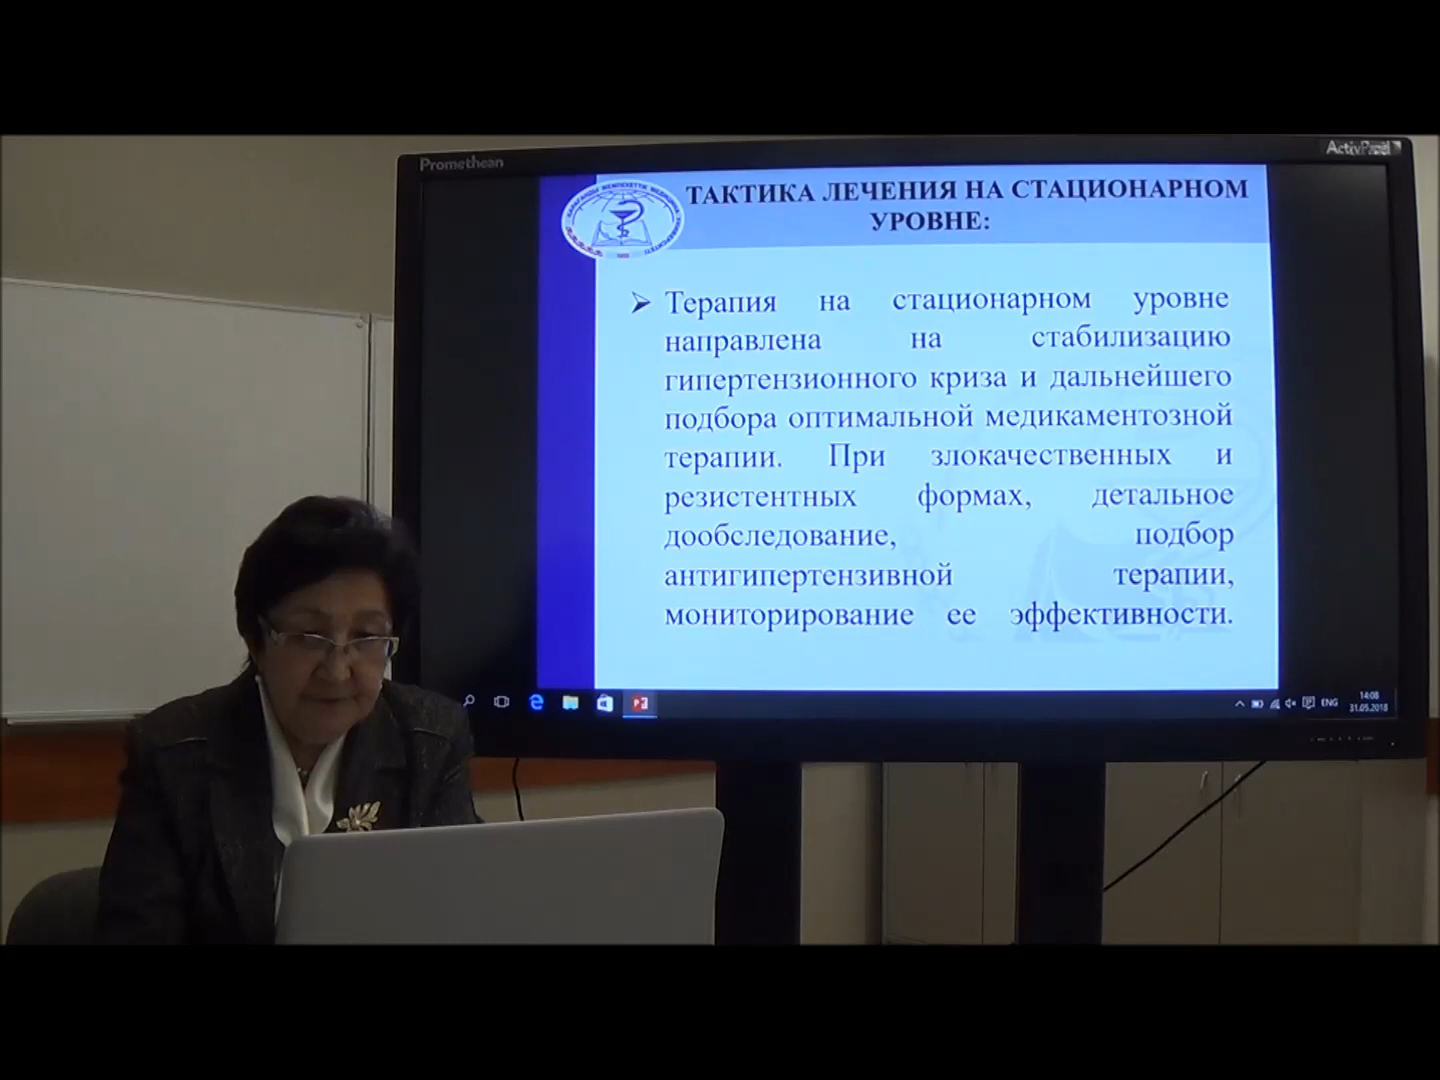 Promethean
ActivPanel
ТАКТИКА ЛЕЧЕНИЯ НА СТАЦИОНАРНОМ
УРОВНЕ:
➢ Терапия на стационарном уровне
направлена на стабилизацию
гипертензионного криза и дальнейшего
подбора оптимальной медикаментозной
терапии. При злокачественных и
резистентных формах, детальное
дообследование, подбор
антигипертензивной терапии,
мониторирование ее эффективности.
ENG
14:08
31.05.2018